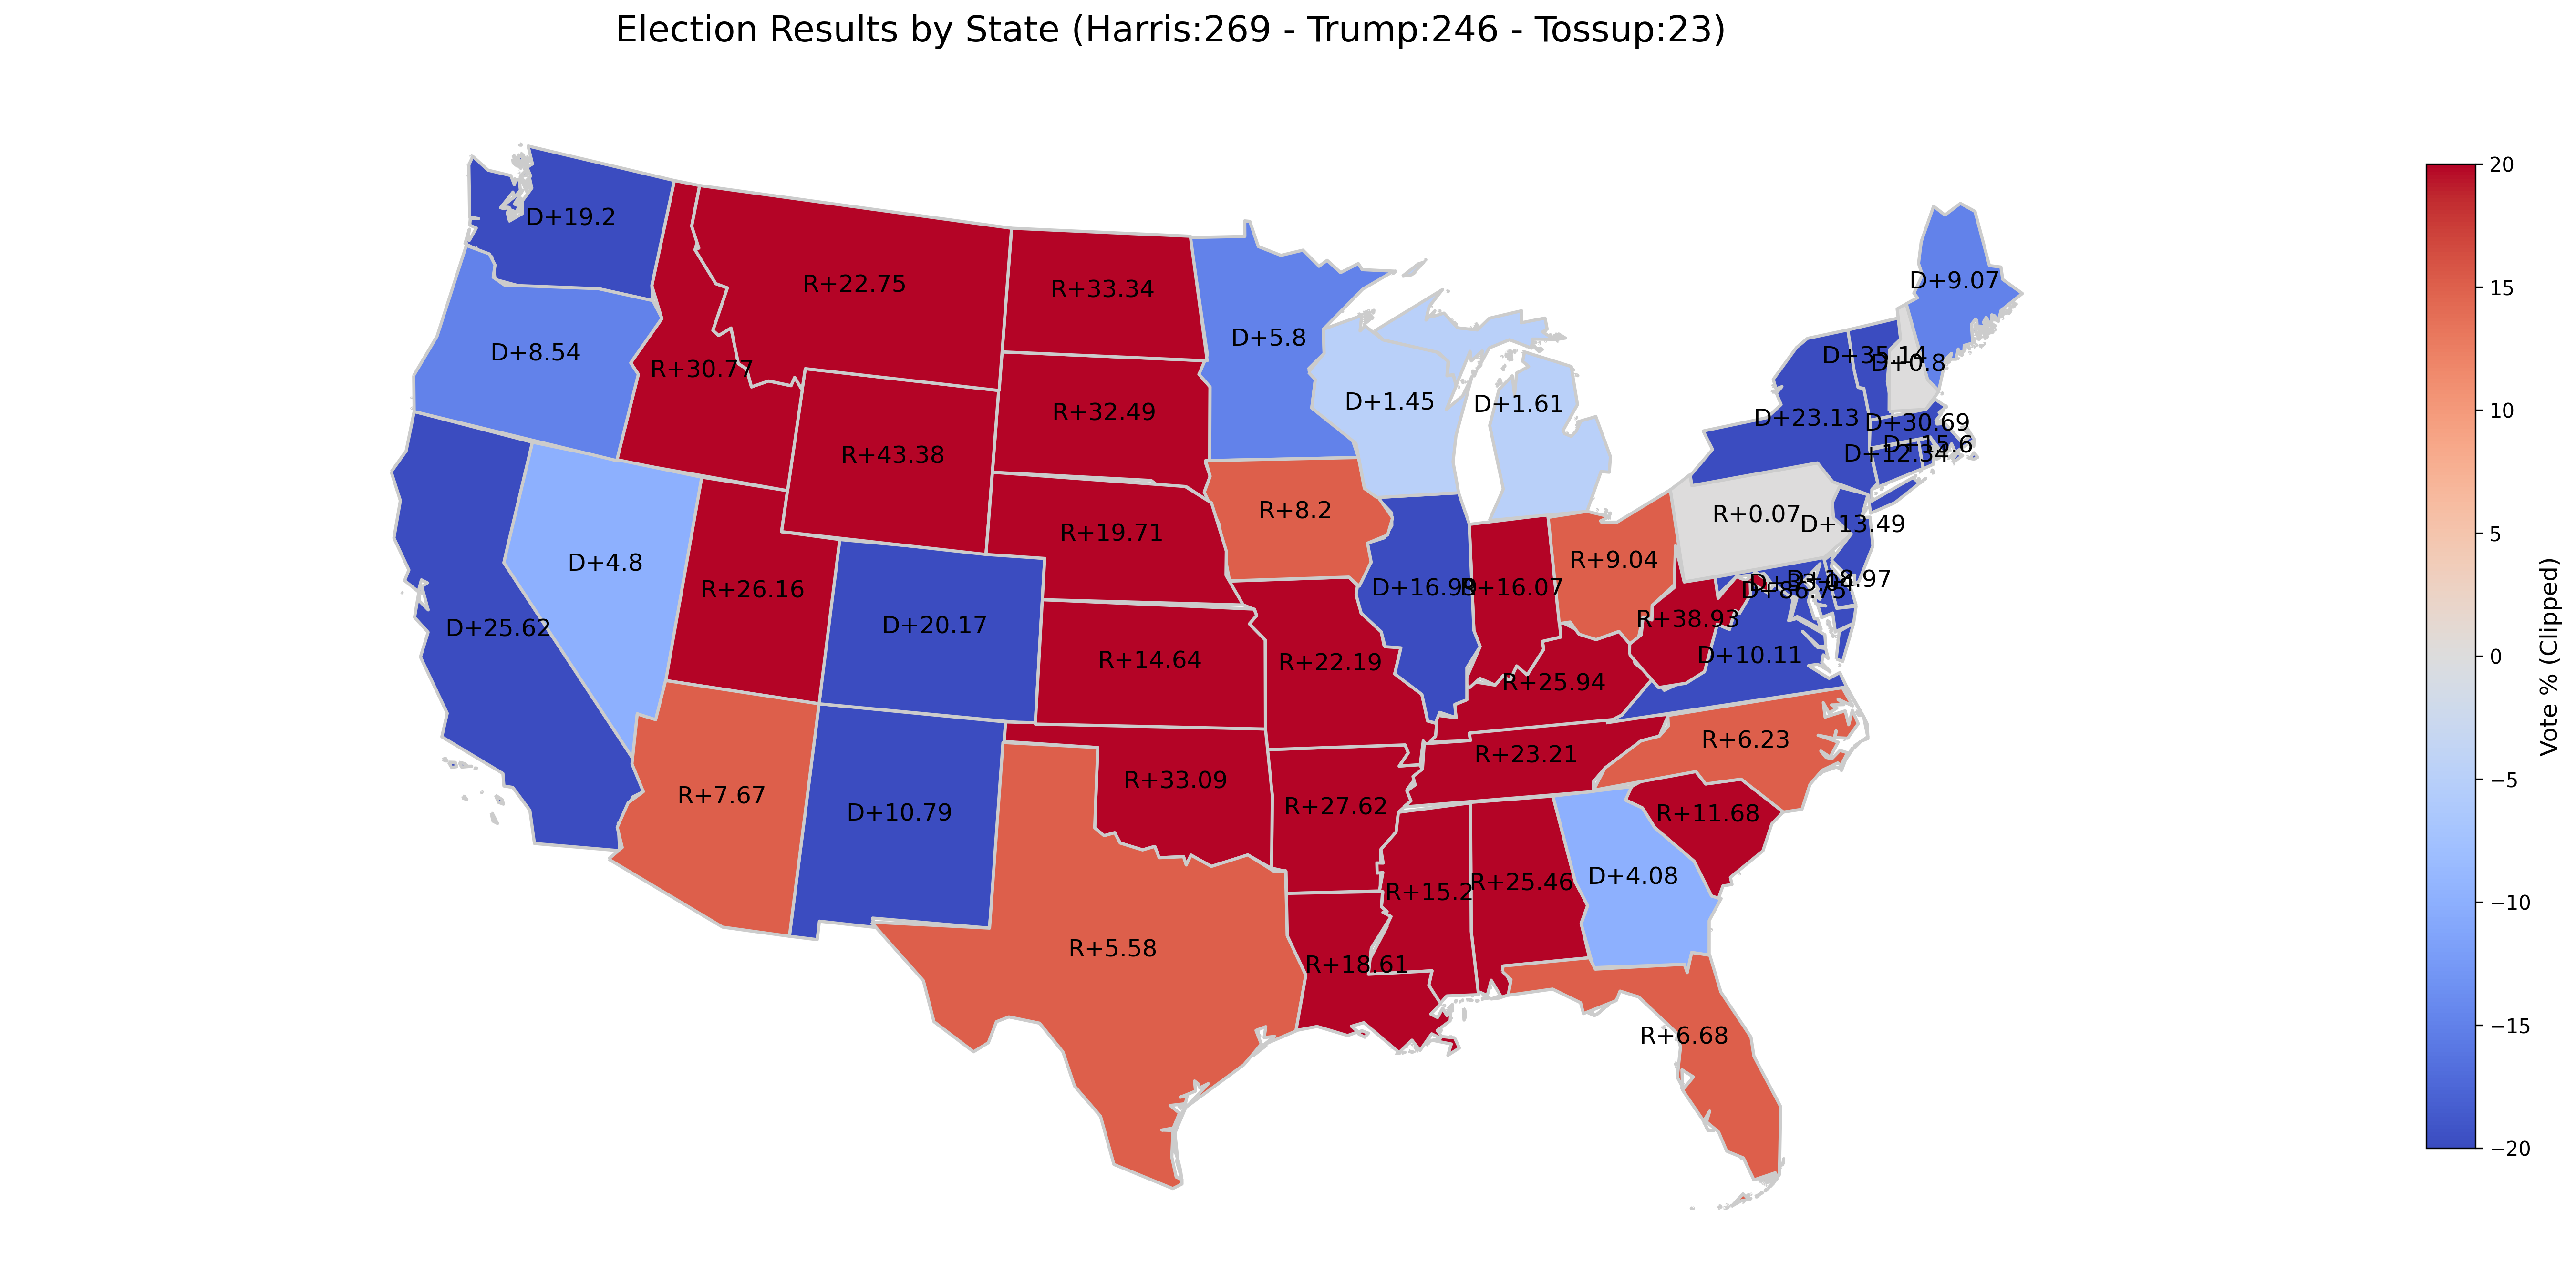 Election Results by State (Harris:269 - Trump:246 - Tossup:23)
D+19.2
R+22.75
R+33.34
D+9.07
D+8.54
R+30.77
D+5.8
D+35.14
D+0.8
R+32.49
D+1.45
D+1.61
D+23.13
D+30.69
D+15.6
D+12.34
R+43.38
R+8.2
R+0.07
D+13.49
R+19.71
D+4.8
R+9.04
R+26.16
D+16.99
R+16.07
D+18.97
D+86.75
D+25.62
D+20.17
R+38.93
R+14.64
R+22.19
D+10.11
R+25.94
R+6.23
R+23.21
R+7.67
R+33.09
R+27.62
D+10.79
R+11.68
R+15.2
R+25.46
D+4.08
R+5.58
R+18.61
R+6.68
20
15
10
5
0
−5
−10
−15
−20
Vote % (Clipped)